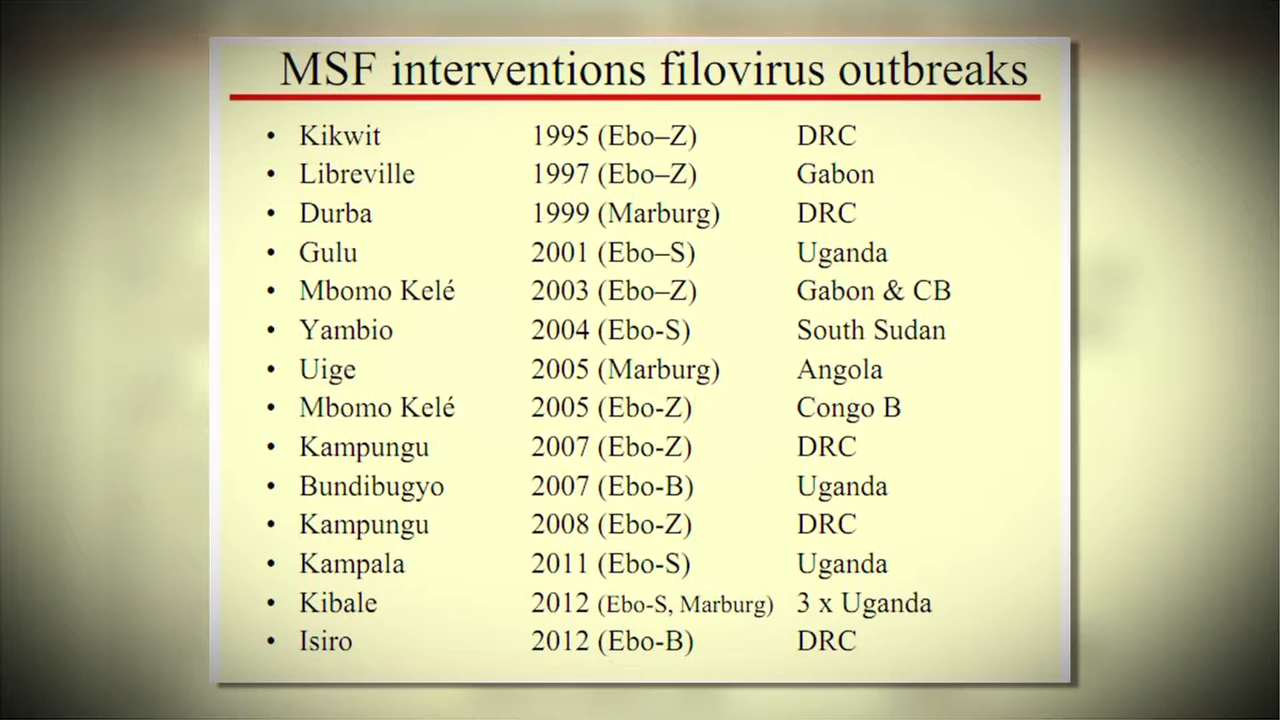 MSF interventions filovirus outbreaks
• Kikwit 1995 (Ebo–Z) DRC
• Libreville 1997 (Ebo–Z) Gabon
• Durba 1999 (Marburg) DRC
• Gulu 2001 (Ebo–S) Uganda
• Mbomo Kelé 2003 (Ebo–Z) Gabon & CB
• Yambio 2004 (Ebo-S) South Sudan
• Uige 2005 (Marburg) Angola
• Mbomo Kelé 2005 (Ebo-Z) Congo B
• Kampungu 2007 (Ebo-Z) DRC
• Bundibugyo 2007 (Ebo-B) Uganda
• Kampungu 2008 (Ebo-Z) DRC
• Kampala 2011 (Ebo-S) Uganda
• Kibale 2012 (Ebo-S, Marburg) 3 x Uganda
• Isiro 2012 (Ebo-B) DRC